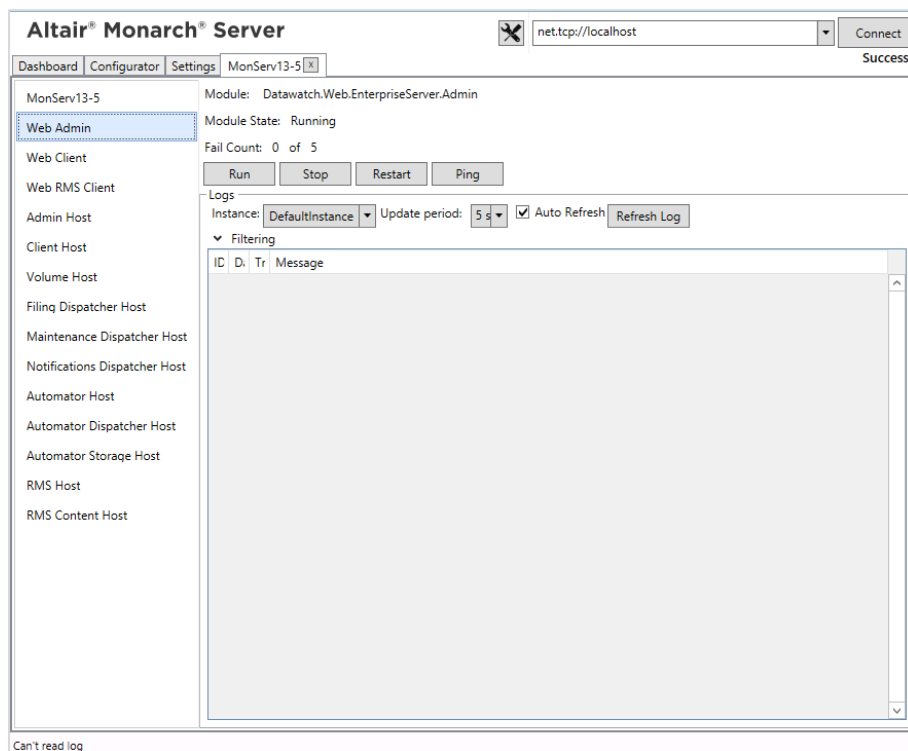 Altair® Monarch® Server
net.tcp://localhost
Connect
Success
Dashboard Configurator Settings MonServ13-5 x
MonServ13-5
Web Admin
Web Client
Web RMS Client
Admin Host
Client Host
Volume Host
Filing Dispatcher Host
Maintenance Dispatcher Host
Notifications Dispatcher Host
Automator Host
Automator Dispatcher Host
Automator Storage Host
RMS Host
RMS Content Host
Module: Datawatch.Web.EnterpriseServer.Admin
Module State: Running
Fail Count: 0 of 5
Run Stop Restart Ping
Logs
Instance: DefaultInstance Update period: 5 s Auto Refresh Refresh Log
Filtering
ID D. Tr Message
Can't read log